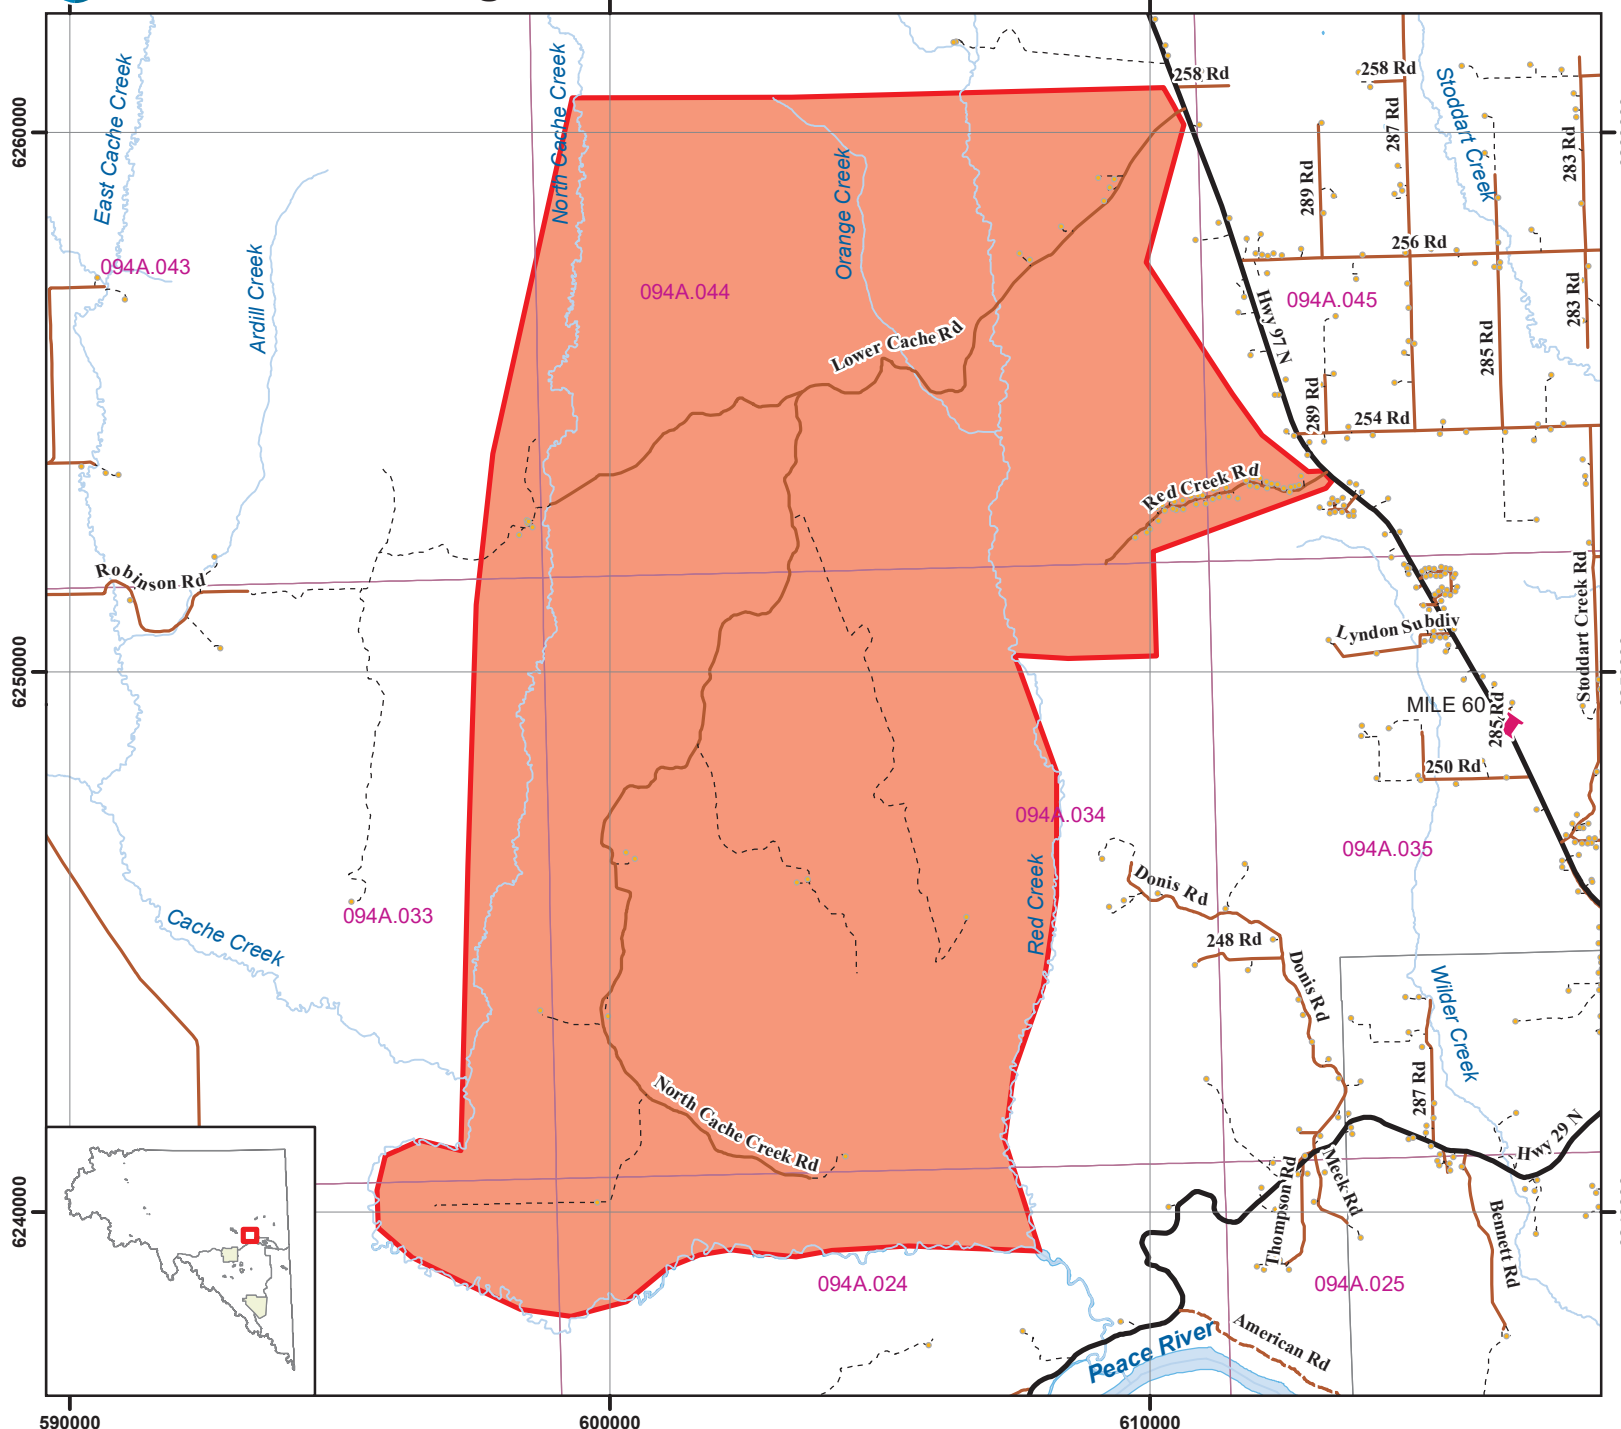 258 Rd
258 Rd
East Cache Creek
North Cache Creek
Stoddart Creek
287 Rd
283 Rd
6260000
Orange Creek
289 Rd
256 Rd
094A.043
Ardill Creek
094A.044
Hwy 97 N
094A.045
283 Rd
Lower Cache Rd
285 Rd
289 Rd
254 Rd
Red Creek Rd
Robinson Rd
Lyndon Subdiv
Stoddart Creek Rd
6250000
MILE 60
285 Rd
250 Rd
094A.034
094A.035
Donis Rd
094A.033
Cache Creek
Red Creek
248 Rd
Donis Rd
Wilder Creek
287 Rd
North Cache Creek Rd
Hwy 29 N
Meek Rd
Thompson Rd
Bennett Rd
6240000
094A.024
094A.025
American Rd
Peace River
590000
600000
610000